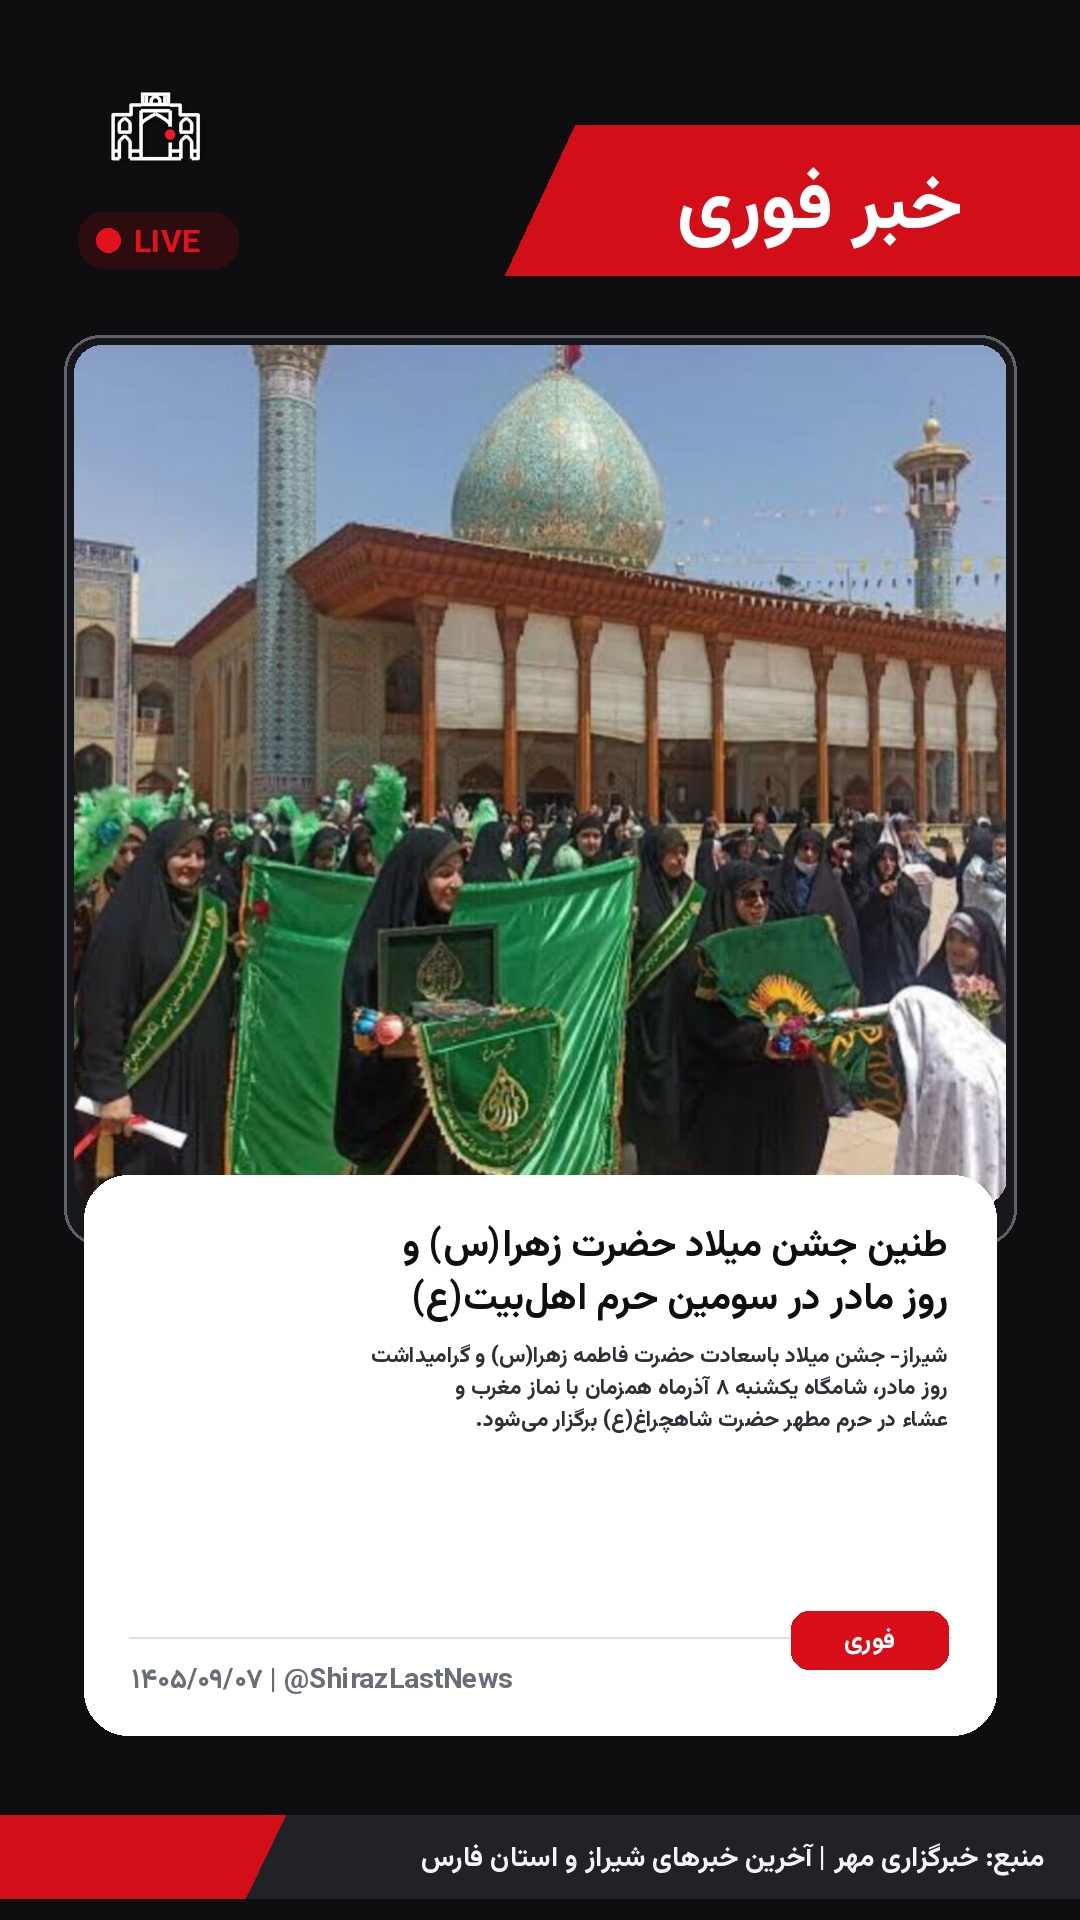 خبر فوری
LIVE
طنین جشن میلاد حضرت زهرا(س) و
روز مادر در سومین حرم اهل‌بیت(ع)
شیراز- جشن میلاد باسعادت حضرت فاطمه زهرا(س) و گرامیداشت
روز مادر، شامگاه یکشنبه ۸ آذرماه همزمان با نماز مغرب و
عشاء در حرم مطهر حضرت شاهچراغ(ع) برگزار می‌شود.
فوری
۱۴۰۵/۰۹/۰۷ | @ShirazLastNews
منبع: خبرگزاری مهر | آخرین خبرهای شیراز و استان فارس